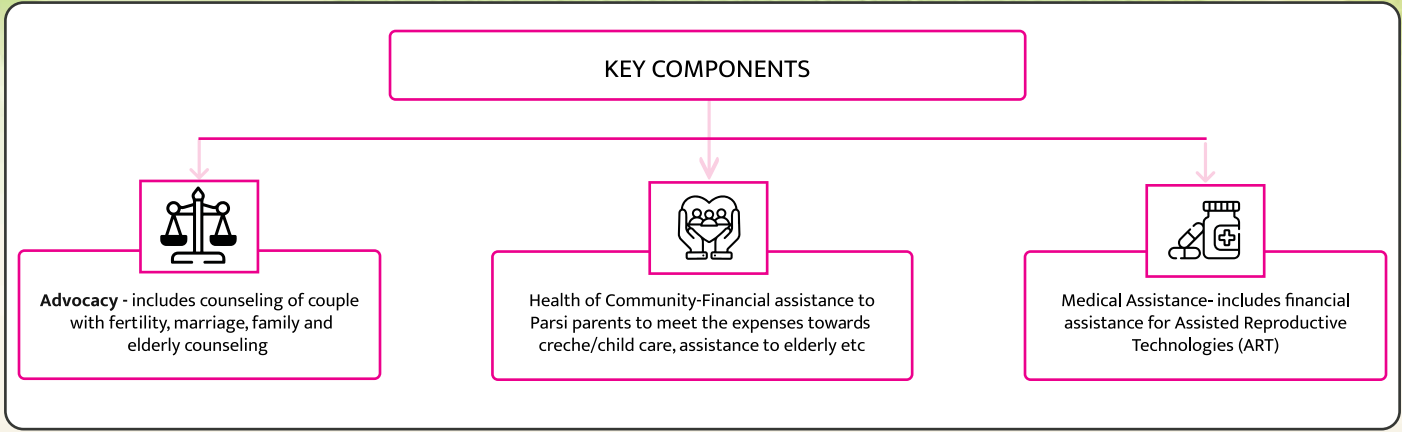 KEY COMPONENTS
Advocacy - includes counseling of couple
with fertility, marriage, family and
elderly counseling
Health of Community-Financial assistance to
Parsi parents to meet the expenses towards
creche/child care, assistance to elderly etc
Medical Assistance- includes financial
assistance for Assisted Reproductive
Technologies (ART)